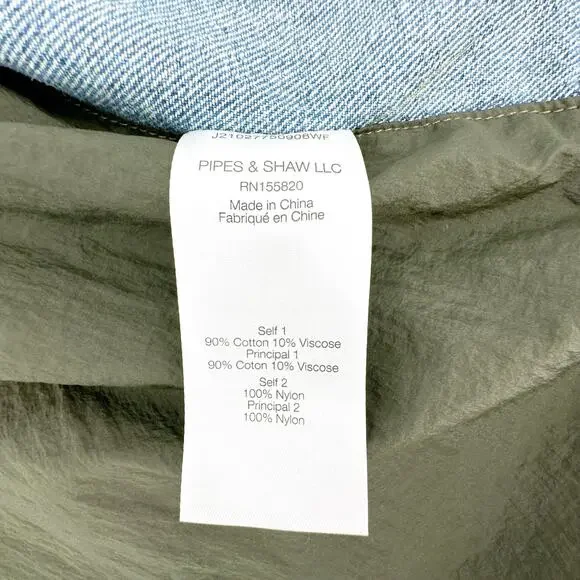 PIPES & SHAW LLC
RN155820
Made in China
Fabriqué en Chine
Self 1
90% Cotton 10% Viscose
Principal 1
90% Coton 10% Viscose
Self 2
100% Nylon
Principal 2
100% Nylon